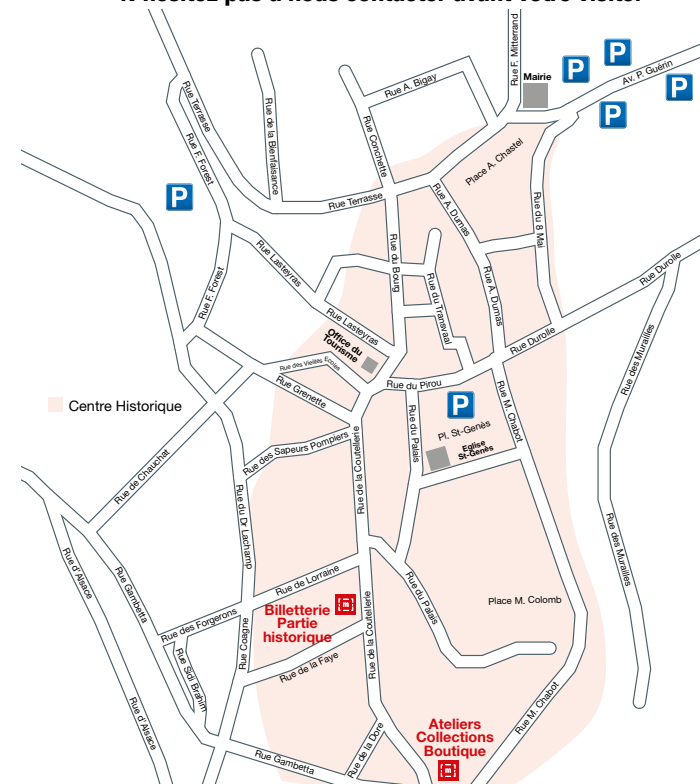 N'hésitez pas à nous contacter avant votre visite.
Rue F. Mitterrand
Mairie
P
P
P
P
Av. P. Guérin
Rue A. Bigay
Rue Terrasse
Rue de la Bienfaisance
Rue Conchette
Rue F. Forest
Place A. Chastel
P
Rue Terrasse
Rue A. Dumas
Rue du 8 Mai
Rue Lasteyras
Rue du Bourg
Rue F. Forest
Rue du Transvaal
Rue A. Dumas
Rue Durolle
Rue Lasteyras
Office du
Tourisme
Rue Durolle
Rue des Murailles
Rue des Vieilles Ecoles
Rue Grenette
Rue du Pirou
Centre Historique
P
Rue M. Chabot
Rue du Palais
Pl. St-Genès
Eglise
St-Genès
Rue des Sapeurs Pompiers
Rue de la Coutellerie
Rue de Chauchat
Rue du Dr Lachamp
Rue des Murailles
Rue d'Alsace
Rue Gambetta
Rue de Lorraine
Rue du Palais
Place M. Colomb
Billetterie
Partie
historique
Rue des Forgerons
Rue Coagne
Rue de la Coutellerie
Rue de la Faye
Rue Sidi Brahim
Rue d'Alsace
Rue M. Chabot
Ateliers
Collections
Boutique
Rue de la Dore
Rue Gambetta